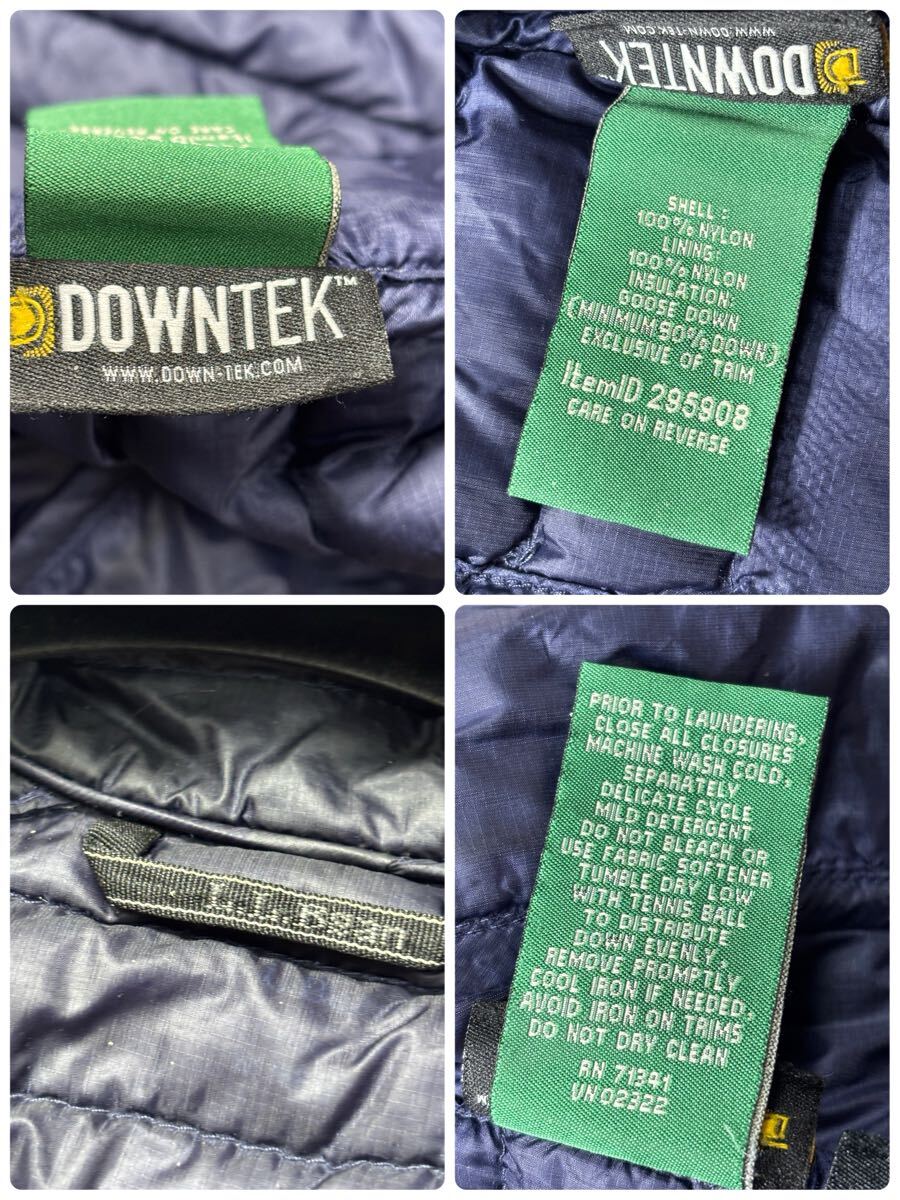 DOWNTEK™
WWW.DOWN-TEK.COM
DOWNTEK
WWW.DOWN-TEK.COM
SHELL:
100% NYLON
LINING:
100% NYLON
INSULATION:
GOOSE DOWN
(MINIMUM 90% DOWN)
EXCLUSIVE OF TRIM
ItemID 295908
CARE ON REVERSE
L.L.Bean
PRIOR TO LAUNDERING,
CLOSE ALL CLOSURES
MACHINE WASH COLD,
SEPARATELY
DELICATE CYCLE
MILD DETERGENT
DO NOT BLEACH OR
USE FABRIC SOFTENER
TUMBLE DRY LOW
WITH TENNIS BALL
TO DISTRIBUTE
DOWN EVENLY,
REMOVE PROMPTLY
COOL IRON IF NEEDED,
AVOID IRON ON TRIMS
DO NOT DRY CLEAN
RN 71341
VN.02322